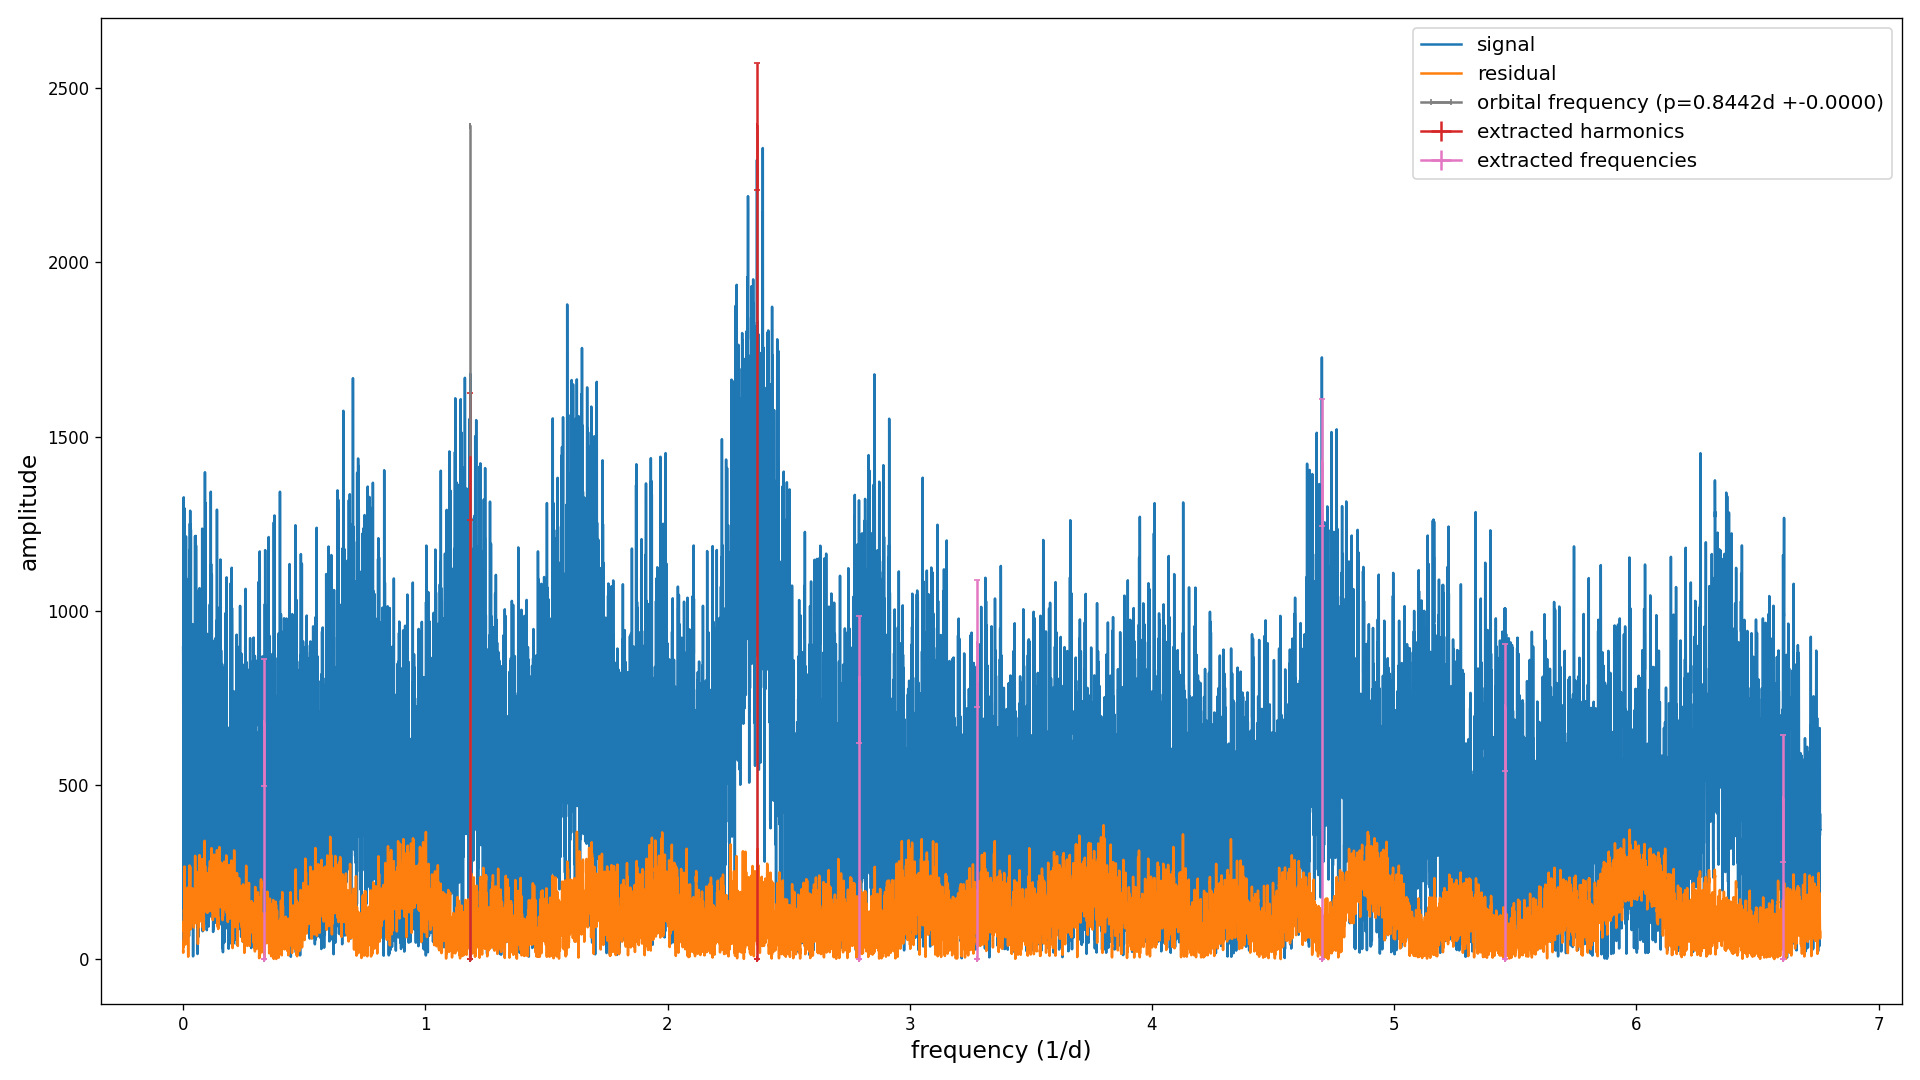 signal
residual
orbital frequency (p=0.8442d +-0.0000)
extracted harmonics
extracted frequencies
2500
2000
1500
1000
500
0
amplitude
0 1 2 3 4 5 6 7
frequency (1/d)